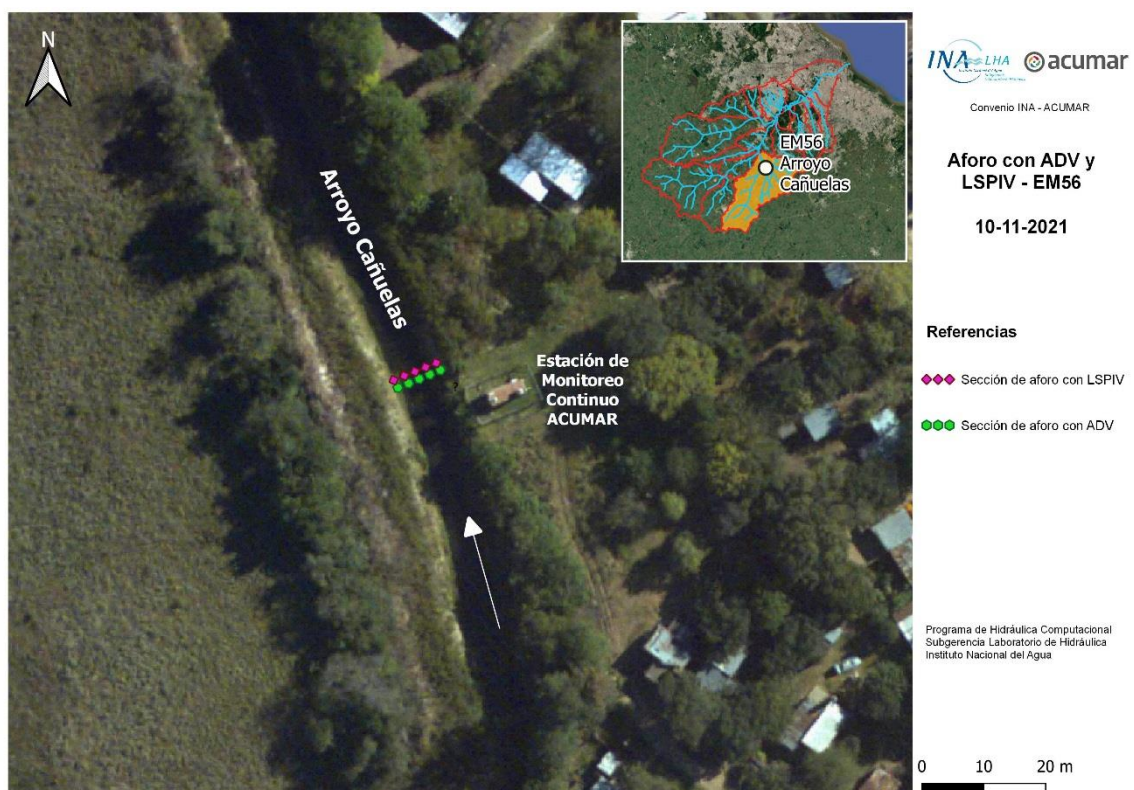 N
Arroyo Cañuelas
Estación de
Monitoreo
Continuo
ACUMAR
?
EM56
Arroyo
Cañuelas
INA LHA
acumar
Convenio INA - ACUMAR
Aforo con ADV y
LSPIV - EM56
10-11-2021
Referencias
Sección de aforo con LSPIV
Sección de aforo con ADV
Programa de Hidráulica Computacional
Subgerencia Laboratorio de Hidráulica
Instituto Nacional del Agua
0 10 20 m